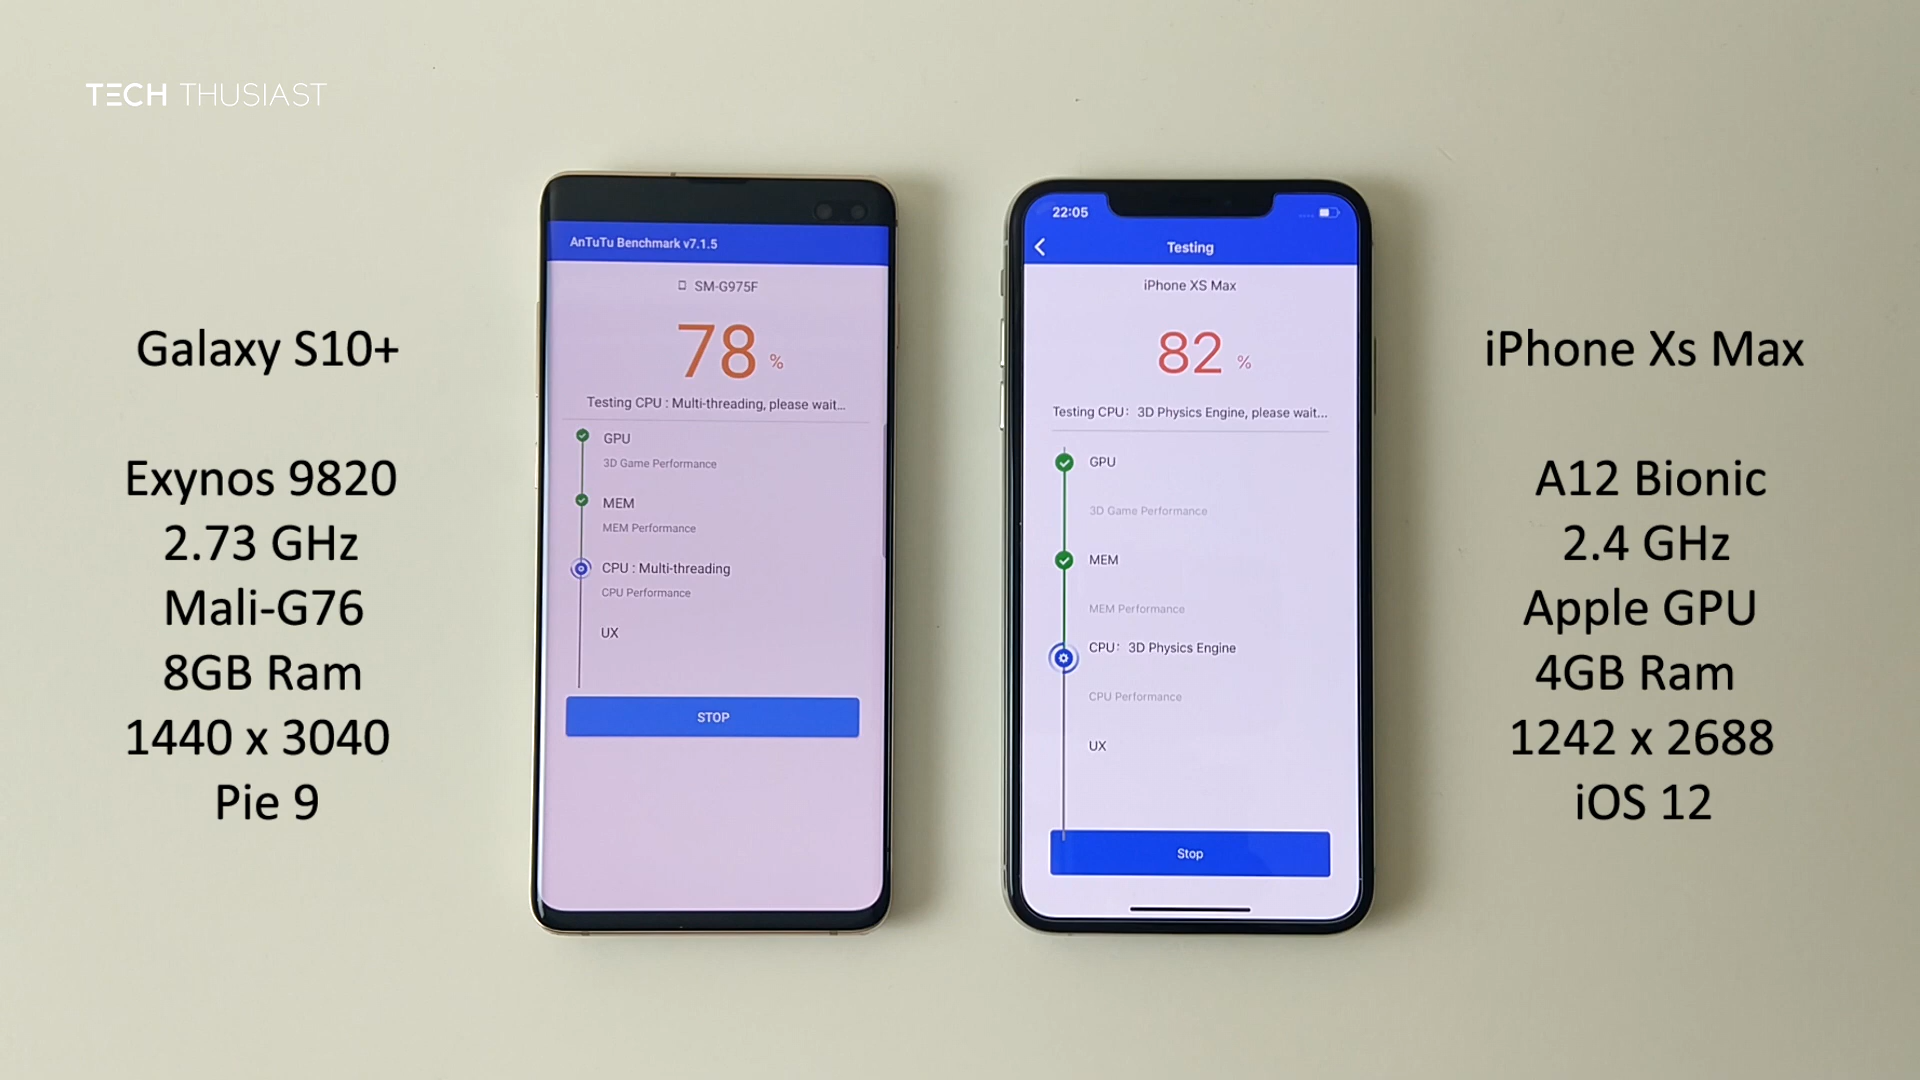 TECH THUSIAST
Galaxy S10+
Exynos 9820
2.73 GHz
Mali-G76
8GB Ram
1440 x 3040
Pie 9
AnTuTu Benchmark v7.1.5
SM-G975F
78 %
Testing CPU : Multi-threading, please wait...
GPU
3D Game Performance
MEM
MEM Performance
CPU : Multi-threading
CPU Performance
UX
STOP
22:05
Testing
iPhone XS Max
82 %
Testing CPU: 3D Physics Engine, please wait...
GPU
3D Game Performance
MEM
MEM Performance
CPU: 3D Physics Engine
CPU Performance
UX
Stop
iPhone Xs Max
A12 Bionic
2.4 GHz
Apple GPU
4GB Ram
1242 x 2688
iOS 12